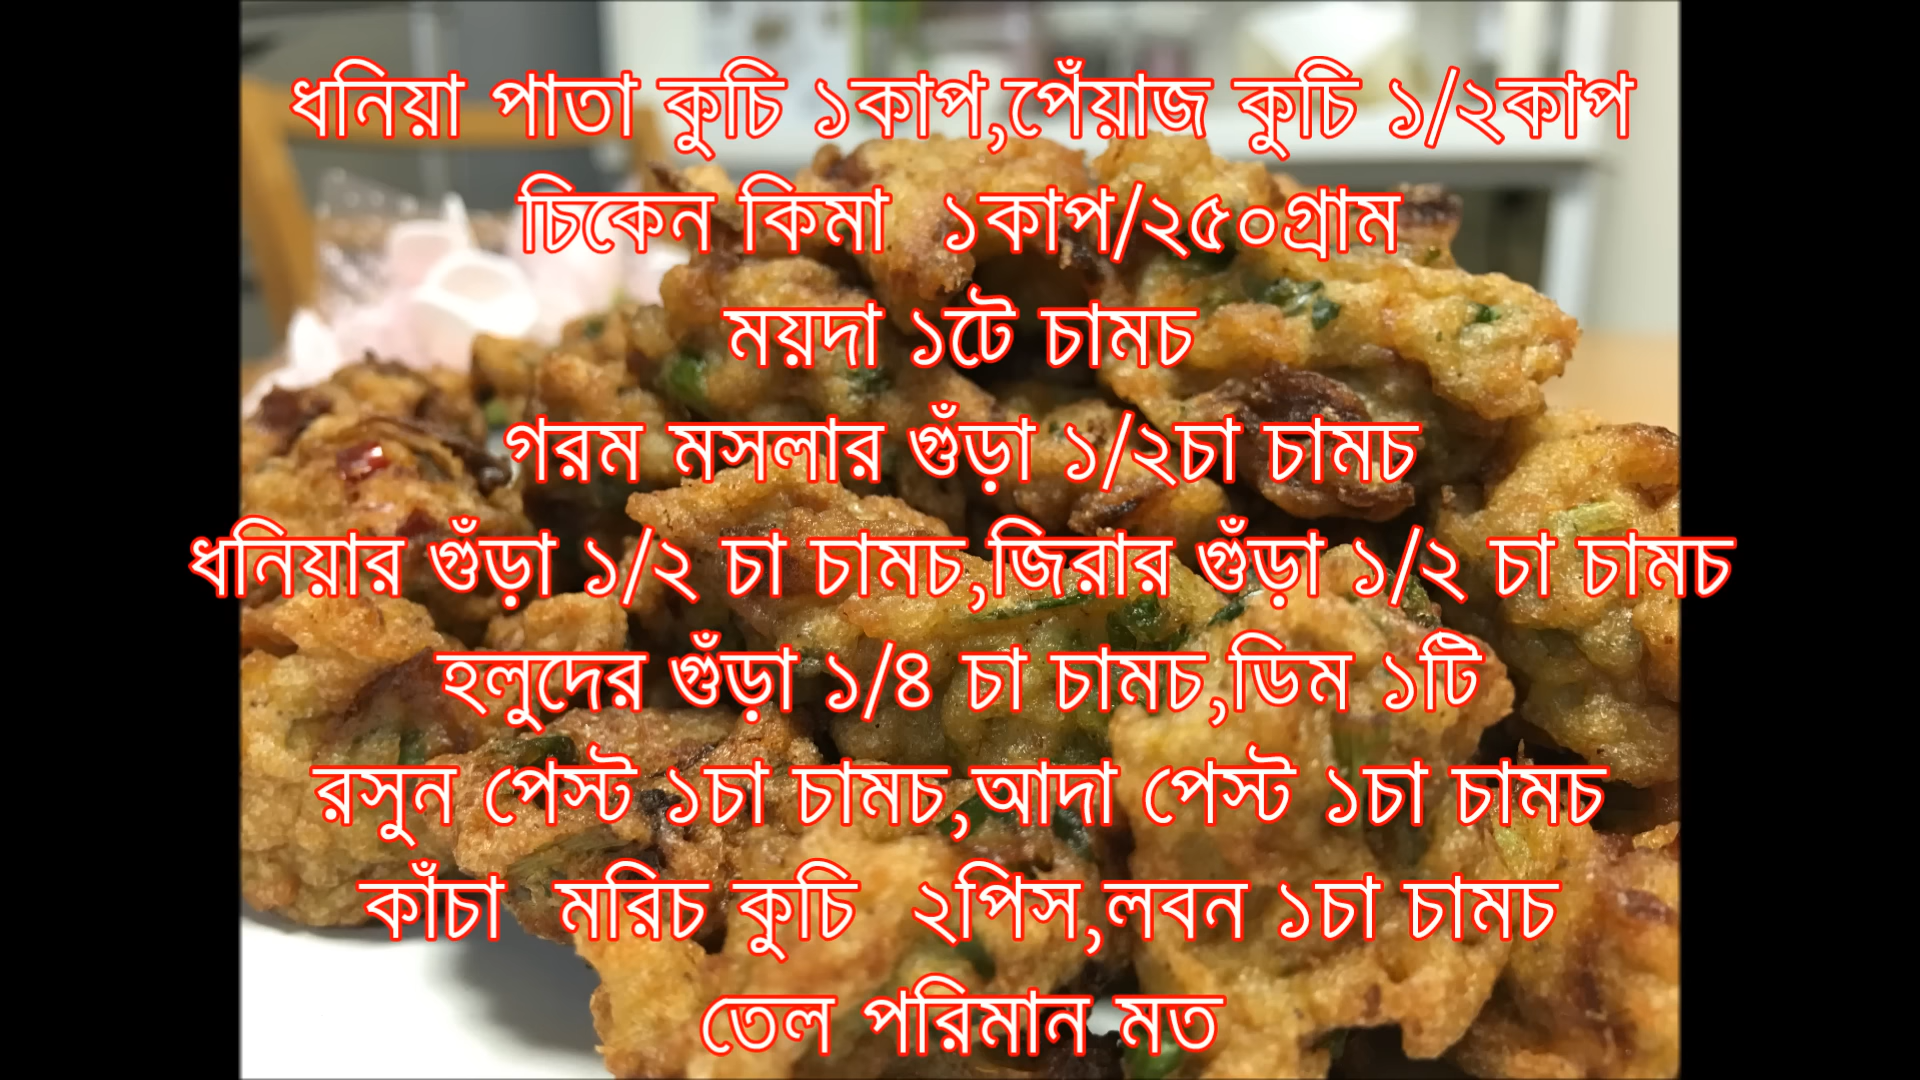 ধনিয়া পাতা কুচি ১কাপ,পেঁয়াজ কুচি ১/২কাপ
চিকেন কিমা ১কাপ/২৫০গ্রাম
ময়দা ১টে চামচ
গরম মসলার গুঁড়া ১/২চা চামচ
ধনিয়ার গুঁড়া ১/২ চা চামচ,জিরার গুঁড়া ১/২ চা চামচ
হলুদের গুঁড়া ১/৪ চা চামচ,ডিম ১টি
রসুন পেস্ট ১চা চামচ,আদা পেস্ট ১চা চামচ
কাঁচা মরিচ কুচি ২পিস,লবন ১চা চামচ
তেল পরিমান মত